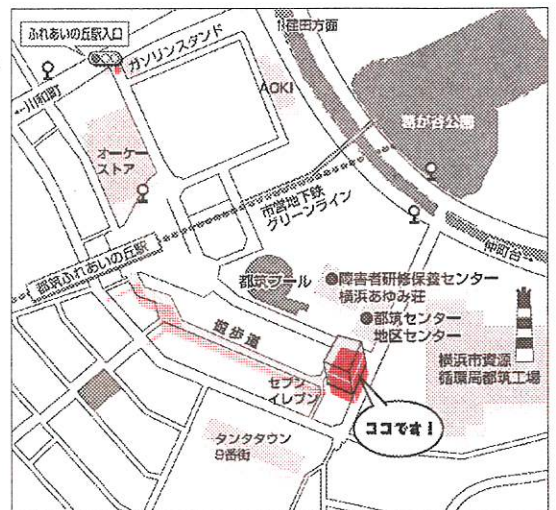 ふれあいの丘駅入口
ガソリンスタンド
↑荏田方面
AOKI
葛が谷公園
←川和町
オーケー
ストア
市営地下鉄
グリーンライン
仲町台→
都筑ふれあいの丘駅
都筑プール
●障害者研修保養センター
横浜あゆみ荘
●都筑センター
地区センター
遊歩道
横浜市資源
循環局都筑工場
セブン
イレブン
ココです!
タンタタウン
9番街